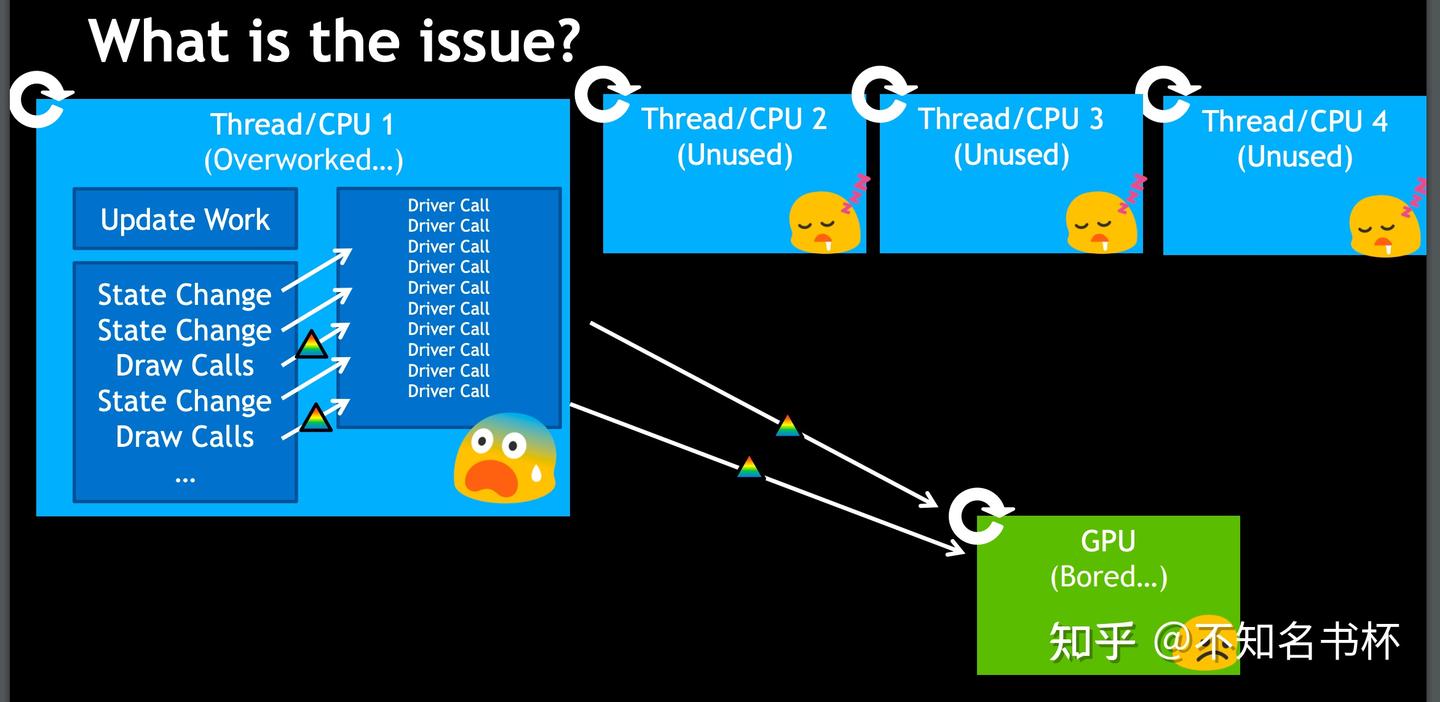 What is the issue?
Thread/CPU 1
(Overworked…)
Update Work
State Change
State Change
Draw Calls
State Change
Draw Calls
…
Driver Call
Driver Call
Driver Call
Driver Call
Driver Call
Driver Call
Driver Call
Driver Call
Driver Call
Driver Call
Thread/CPU 2
(Unused)
zzz
Thread/CPU 3
(Unused)
zzz
Thread/CPU 4
(Unused)
zzz
GPU
(Bored…)
知乎 @不知名书杯